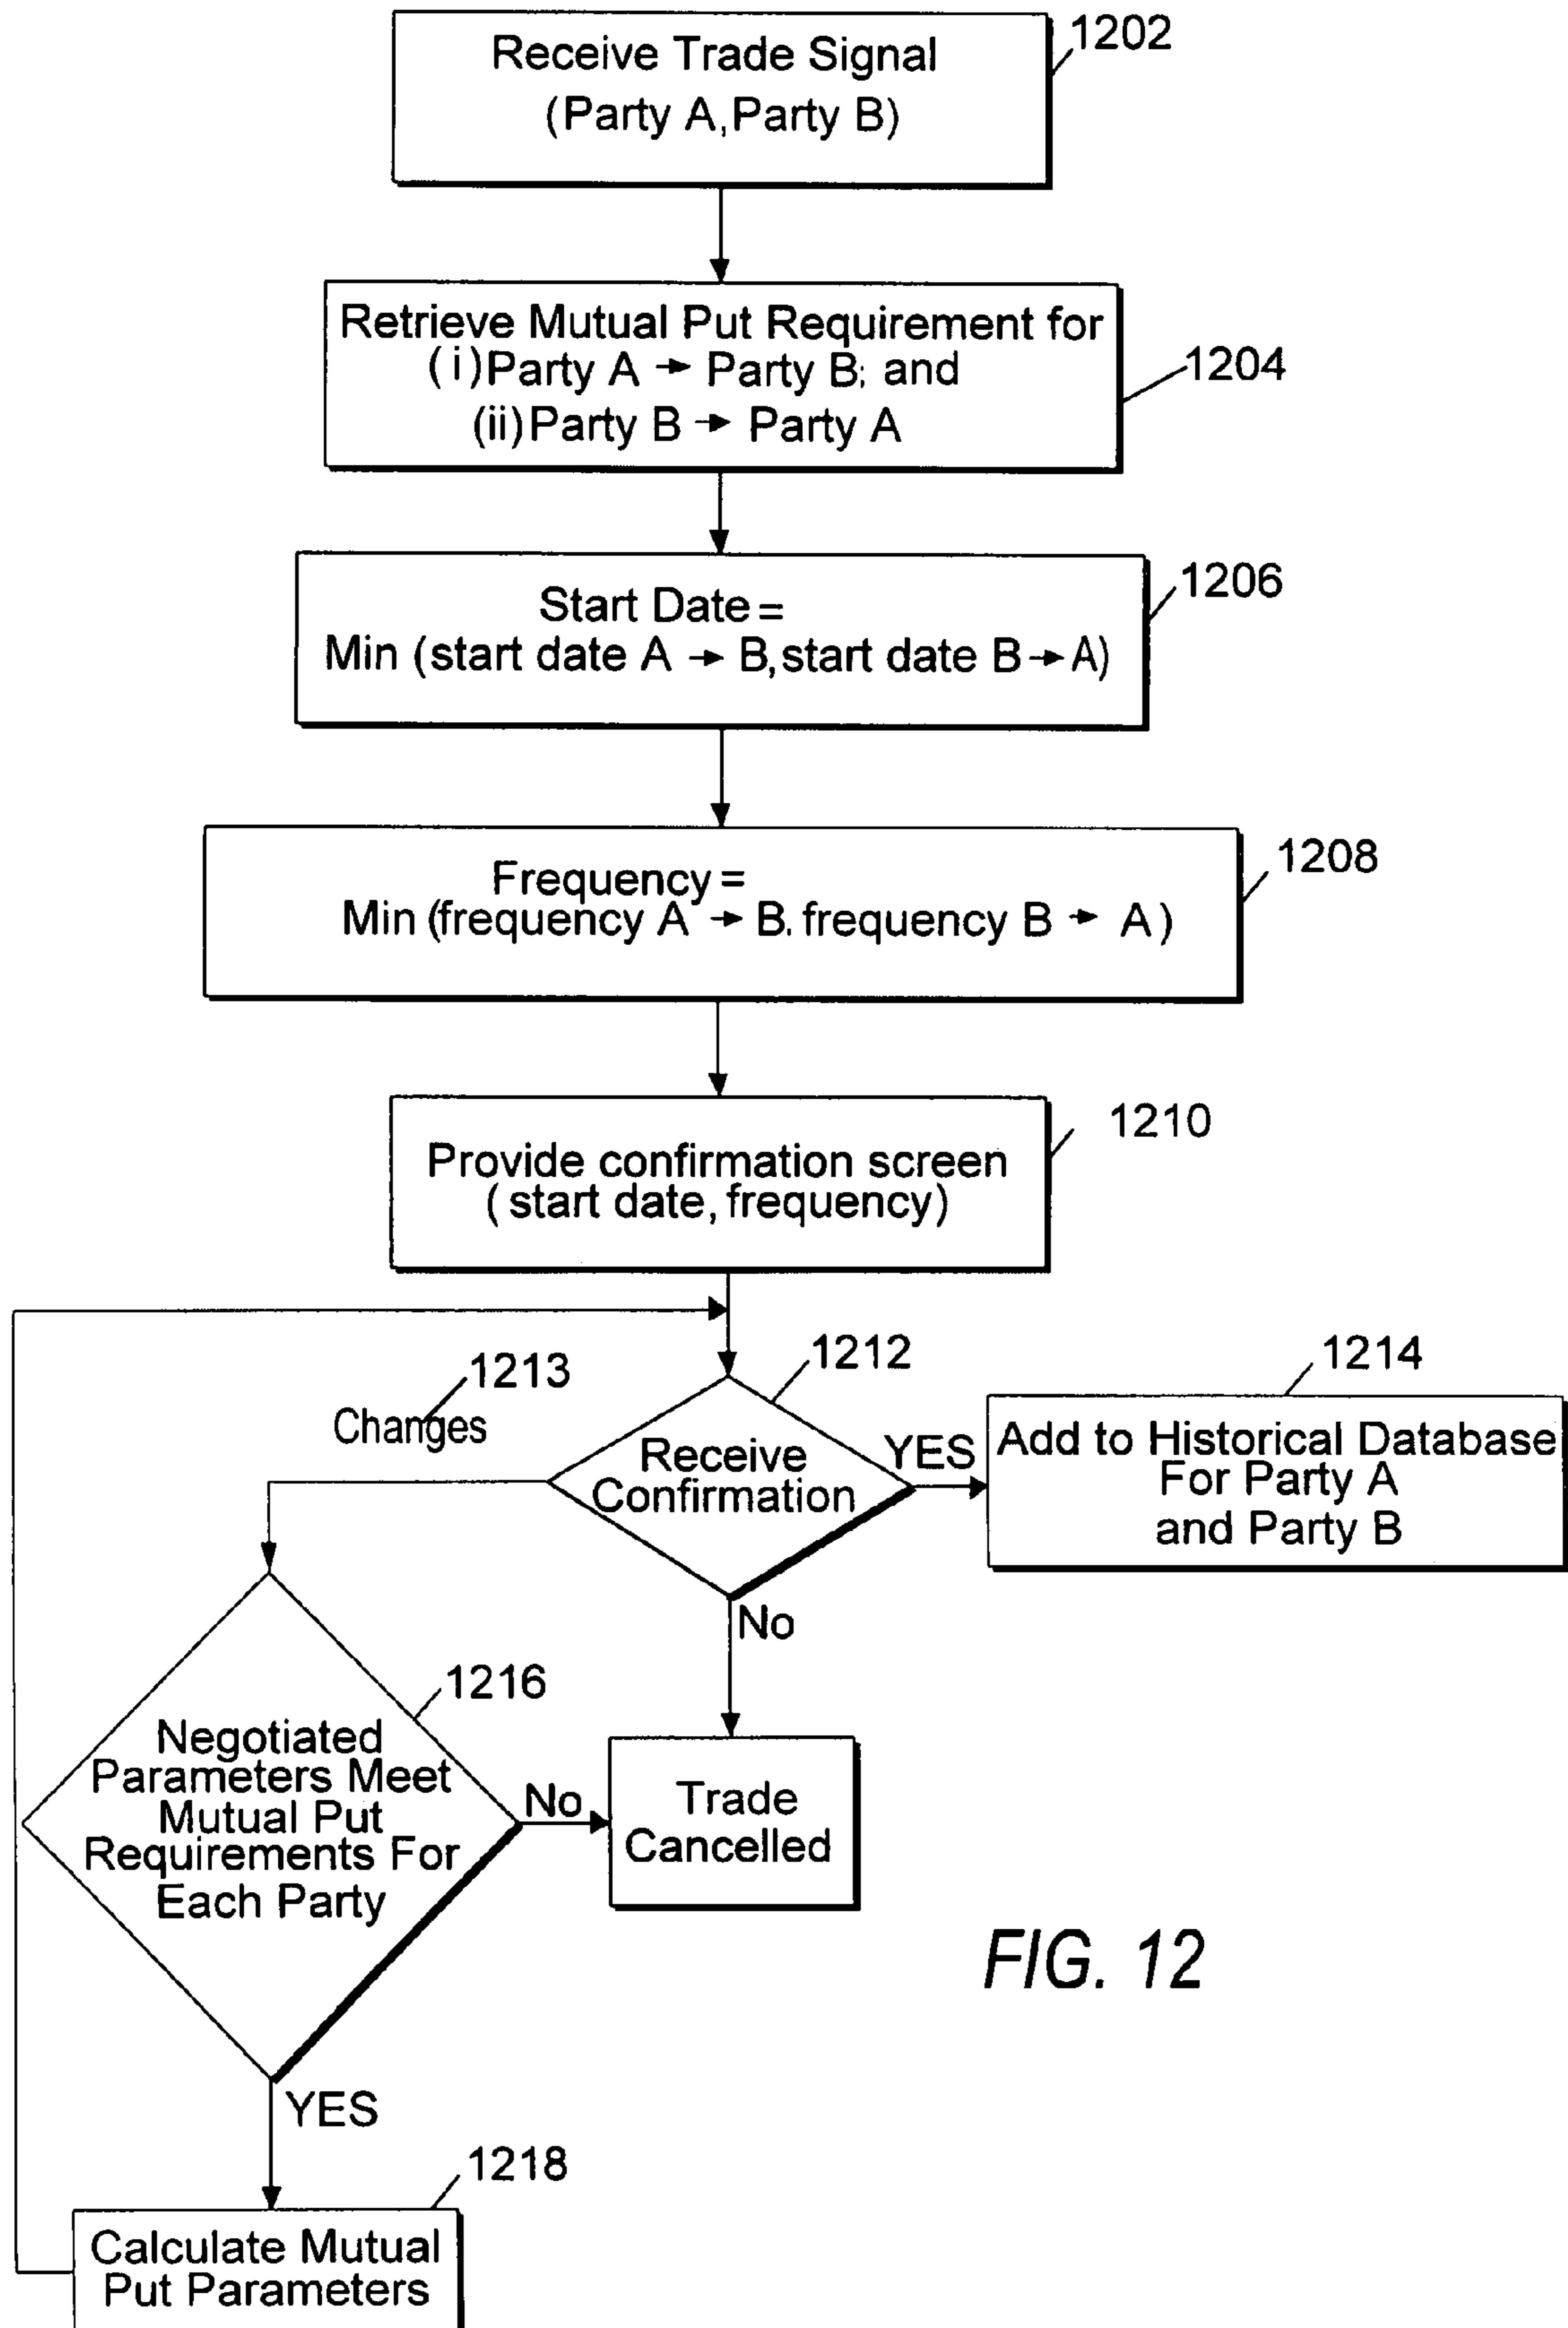 Receive Trade Signal
(Party A, Party B)
1202
Retrieve Mutual Put Requirement for
(i) Party A → Party B; and
(ii) Party B → Party A
1204
Start Date =
Min (start date A → B, start date B → A)
1206
Frequency =
Min (frequency A → B. frequency B → A )
1208
Provide confirmation screen
( start date, frequency)
1210
1213
Changes
1212
Receive
Confirmation
YES
1214
Add to Historical Database
For Party A
and Party B
No
1216
Negotiated
Parameters Meet
Mutual Put
Requirements For
Each Party
No
Trade
Cancelled
FIG. 12
YES
1218
Calculate Mutual
Put Parameters